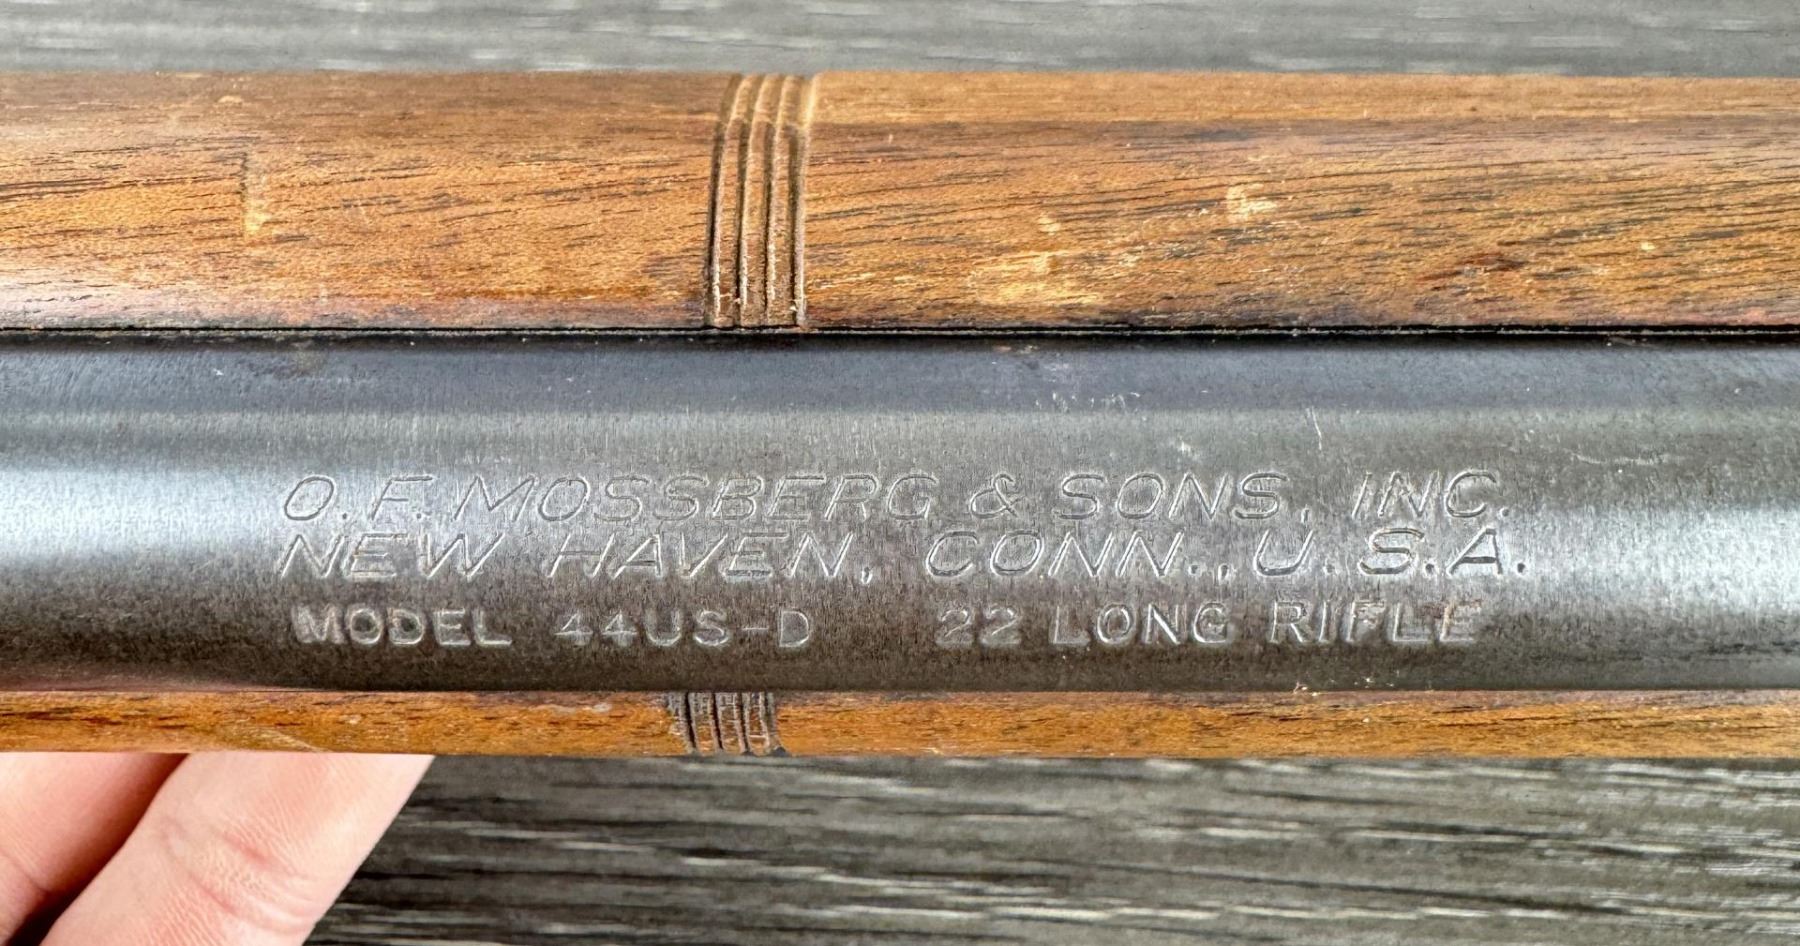 O.F. MOSSBERG & SONS, INC.
NEW HAVEN, CONN., U.S.A.
MODEL 44US-D 22 LONG RIFLE